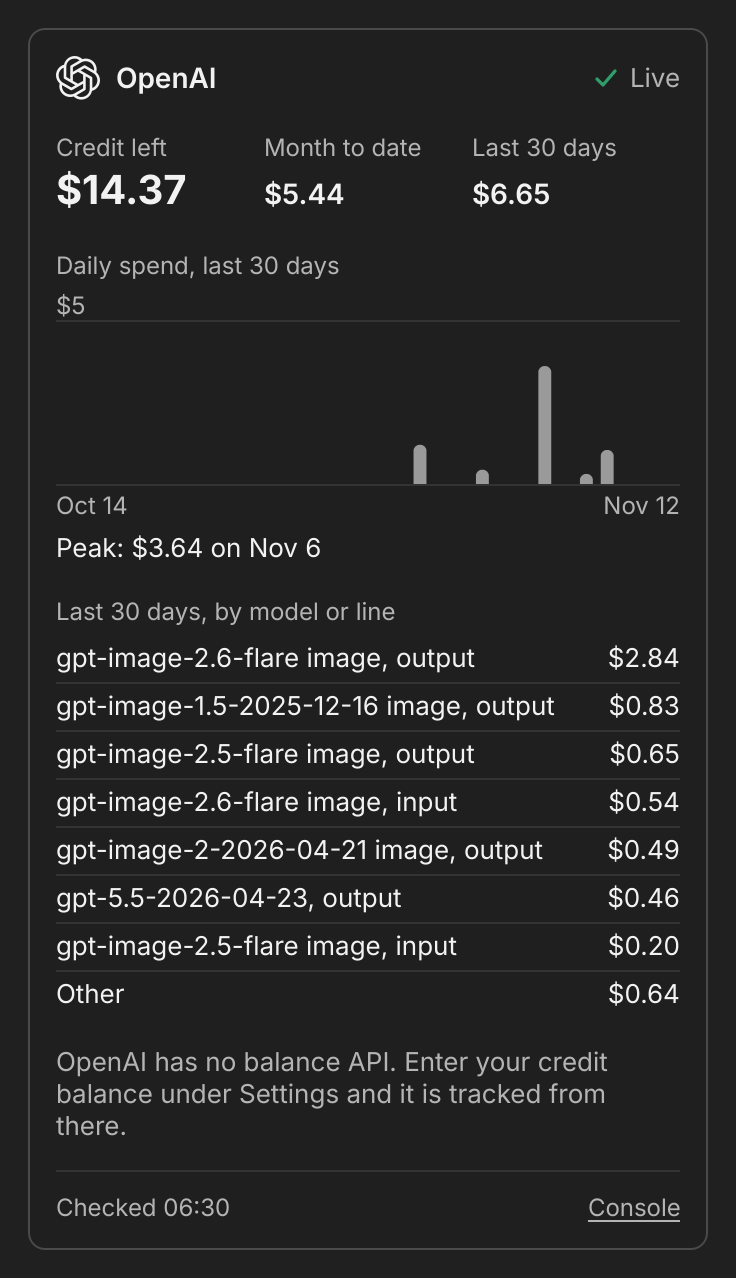 OpenAI
Live
Credit left
Month to date
Last 30 days
$14.37
$5.44
$6.65
Daily spend, last 30 days
$5
Oct 14
Nov 12
Peak: $3.64 on Nov 6
Last 30 days, by model or line
gpt-image-2.6-flare image, output $2.84
gpt-image-1.5-2025-12-16 image, output $0.83
gpt-image-2.5-flare image, output $0.65
gpt-image-2.6-flare image, input $0.54
gpt-image-2-2026-04-21 image, output $0.49
gpt-5.5-2026-04-23, output $0.46
gpt-image-2.5-flare image, input $0.20
Other $0.64
OpenAI has no balance API. Enter your credit
balance under Settings and it is tracked from
there.
Checked 06:30
Console